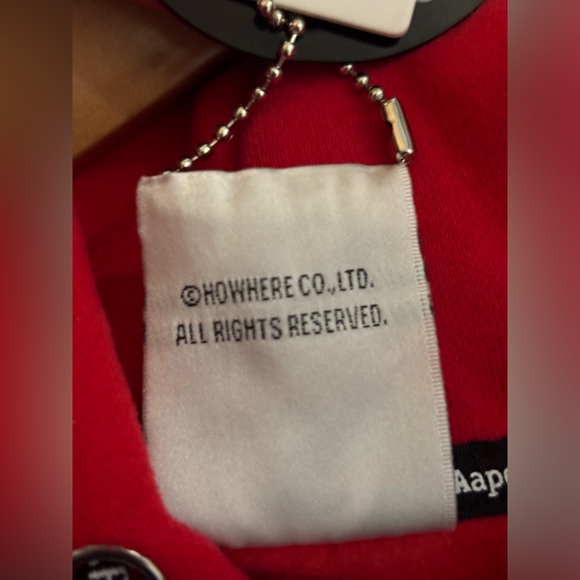 ©HOWHERE CO.,LTD.
ALL RIGHTS RESERVED.
Aape